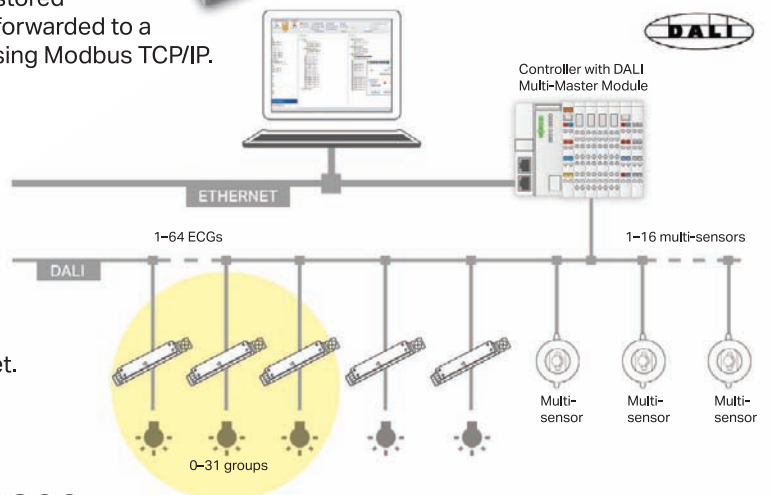 stored
forwarded to a
sing Modbus TCP/IP.
DALI
Controller with DALI
Multi-Master Module
ETHERNET
1–64 ECGs
1–16 multi-sensors
DALI
et.
Multi-
sensor
Multi-
sensor
Multi-
sensor
0–31 groups